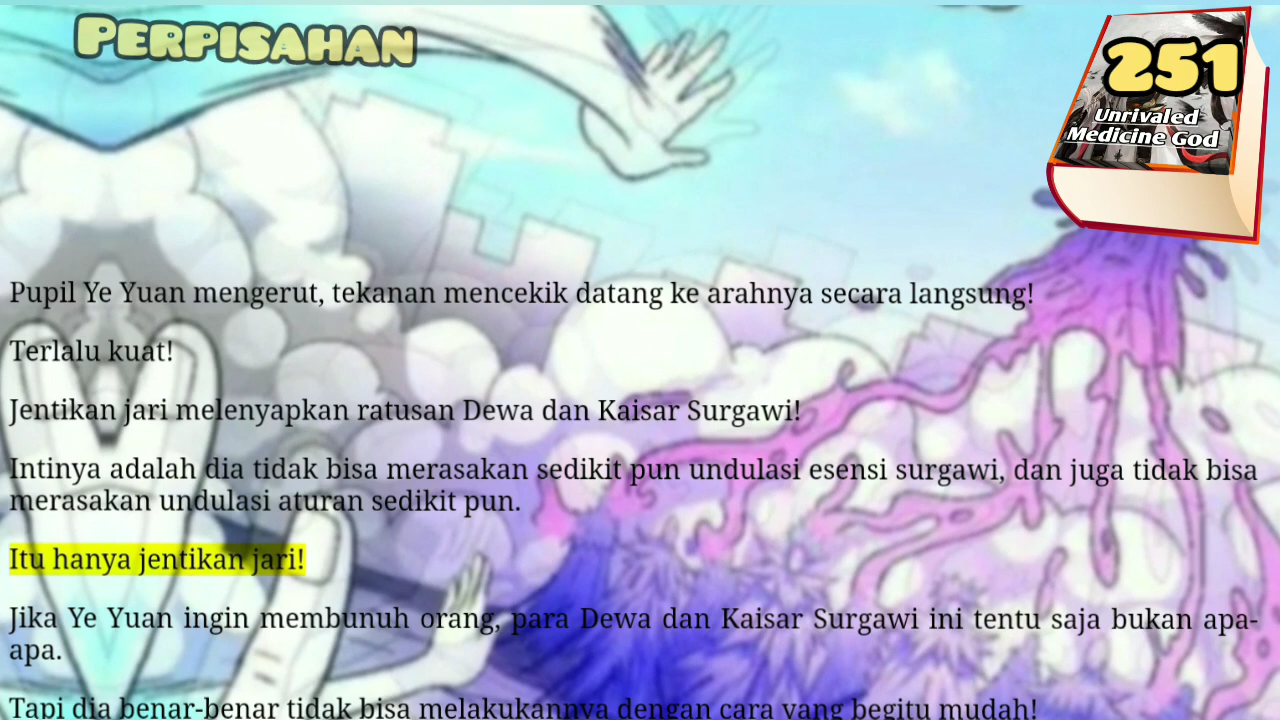 PERPISAHAN
251
Unrivaled
Medicine God
Pupil Ye Yuan mengerut, tekanan mencekik datang ke arahnya secara langsung!
Terlalu kuat!
Jentikan jari melenyapkan ratusan Dewa dan Kaisar Surgawi!
Intinya adalah dia tidak bisa merasakan sedikit pun undulasi esensi surgawi, dan juga tidak bisa
merasakan undulasi aturan sedikit pun.
Itu hanya jentikan jari!
Jika Ye Yuan ingin membunuh orang, para Dewa dan Kaisar Surgawi ini tentu saja bukan apa-
apa.
Tapi dia benar-benar tidak bisa melakukannya dengan cara yang begitu mudah!